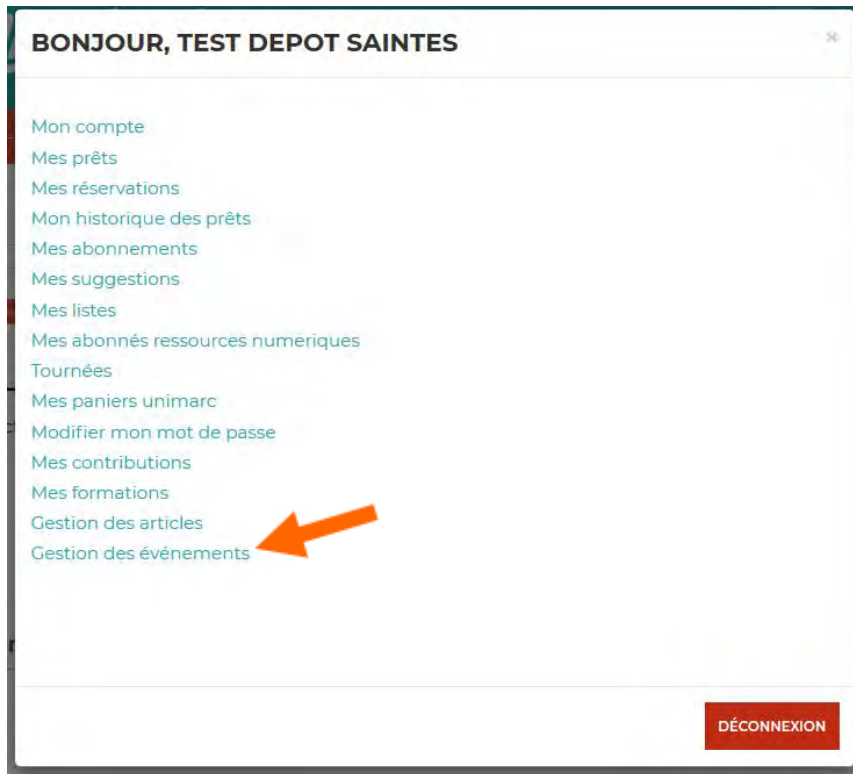 BONJOUR, TEST DEPOT SAINTES
×
Mon compte
Mes prêts
Mes réservations
Mon historique des prêts
Mes abonnements
Mes suggestions
Mes listes
Mes abonnés ressources numeriques
Tournées
Mes paniers unimarc
Modifier mon mot de passe
Mes contributions
Mes formations
Gestion des articles
Gestion des événements
DÉCONNEXION